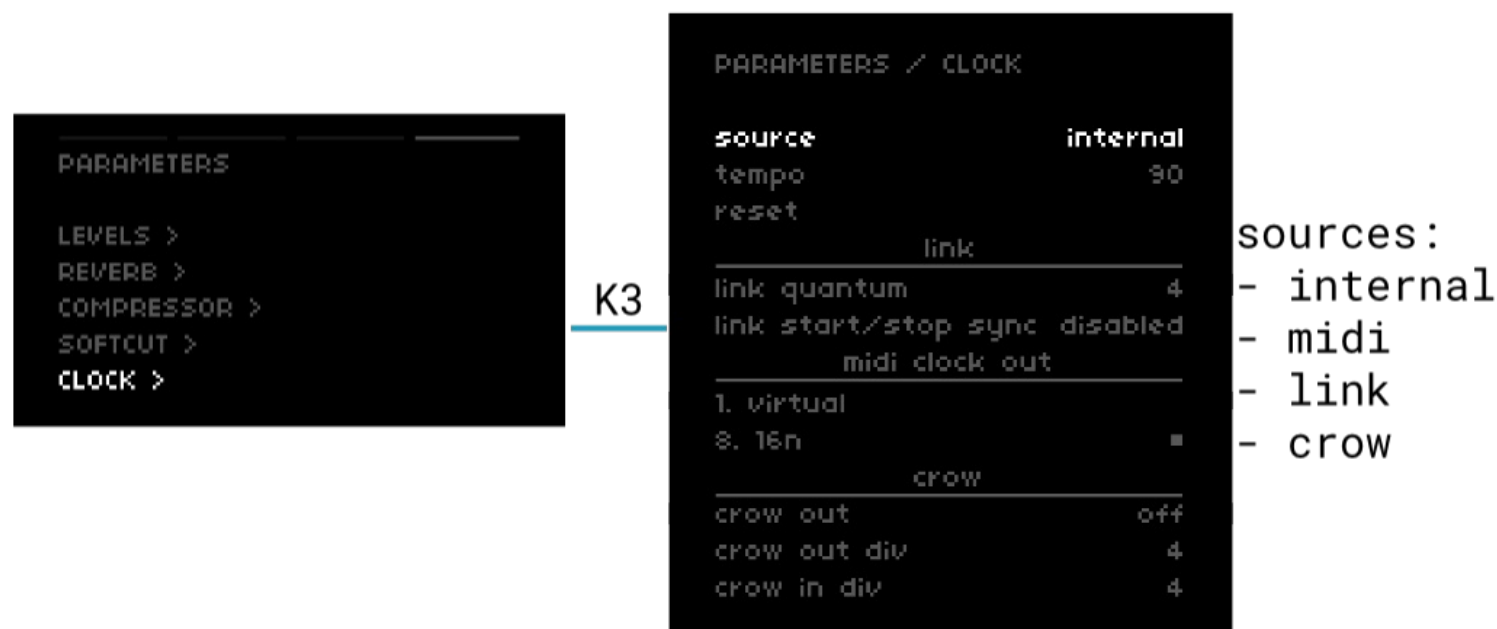 PARAMETERS
LEVELS >
REVERB >
COMPRESSOR >
SOFTCUT >
CLOCK >
K3
PARAMETERS / CLOCK
source internal
tempo 90
reset
link
link quantum 4
link start/stop sync disabled
midi clock out
1. virtual
8. 16n
crow
crow out off
crow out div 4
crow in div 4
sources:
- internal
- midi
- link
- crow